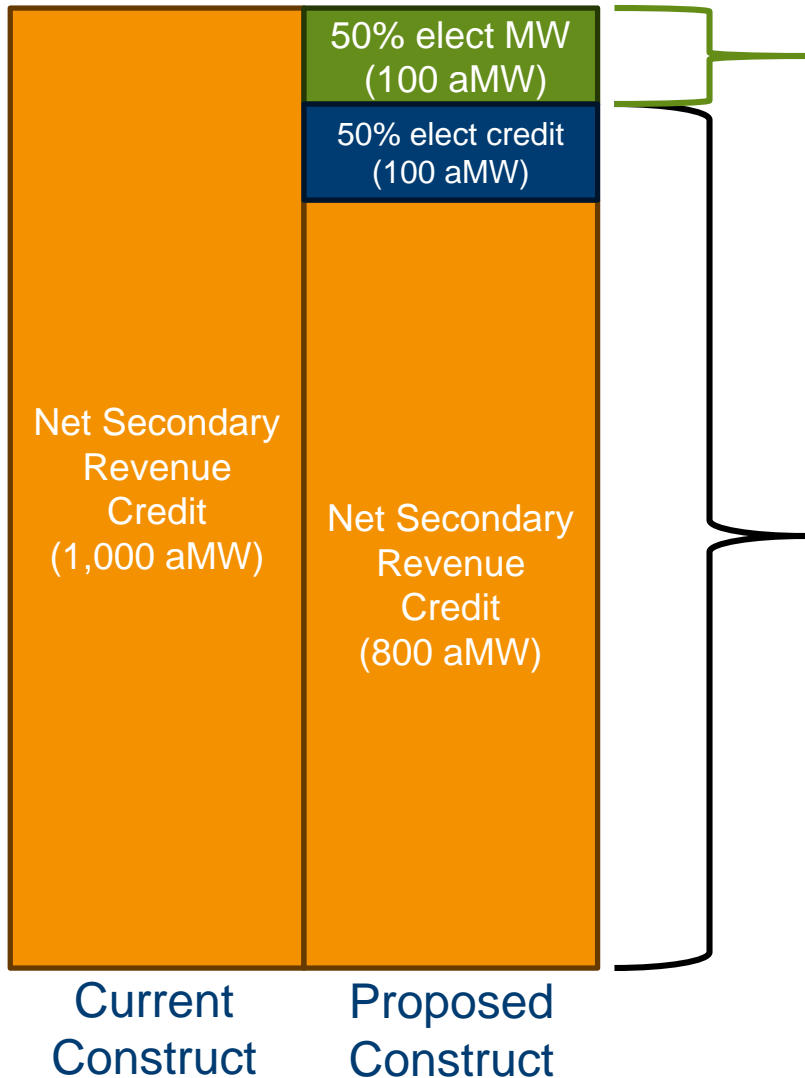 50% elect MW
(100 aMW)
50% elect credit
(100 aMW)
Net Secondary
Revenue
Credit
(1,000 aMW)
Net Secondary
Revenue
Credit
(800 aMW)
Current
Construct
Proposed
Construct